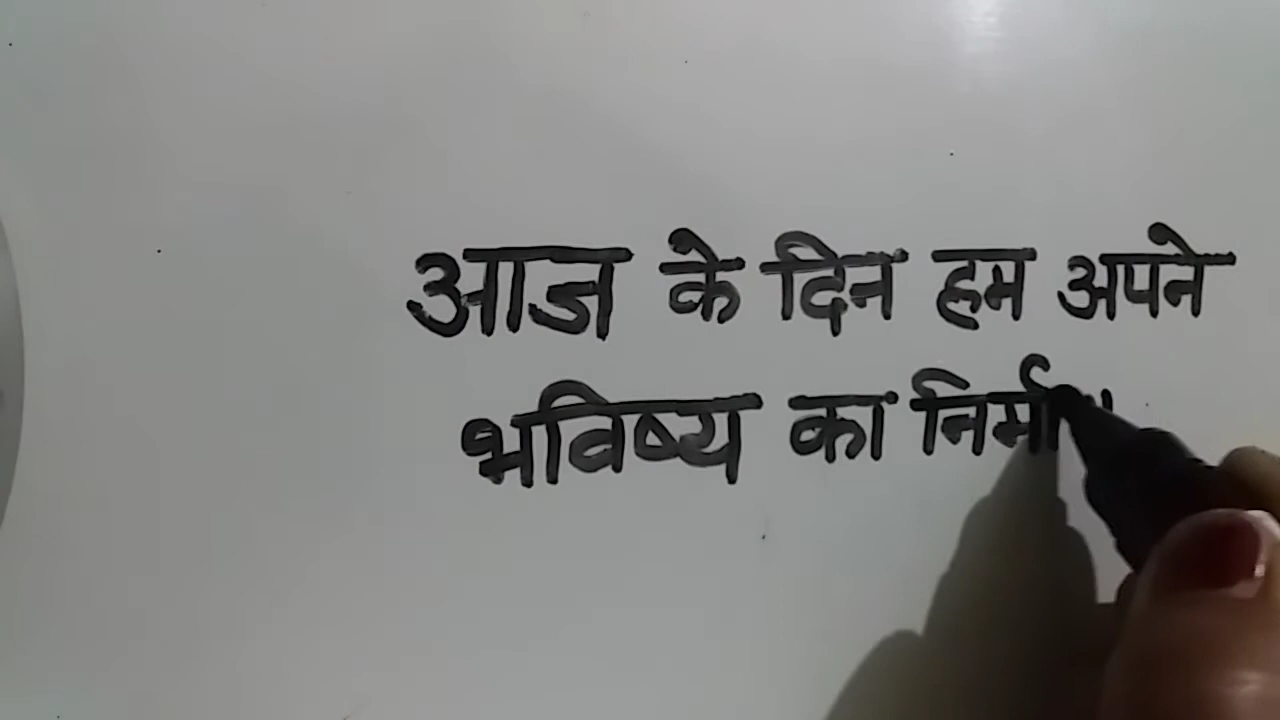 आज के दिन हम अपने
भविष्य का